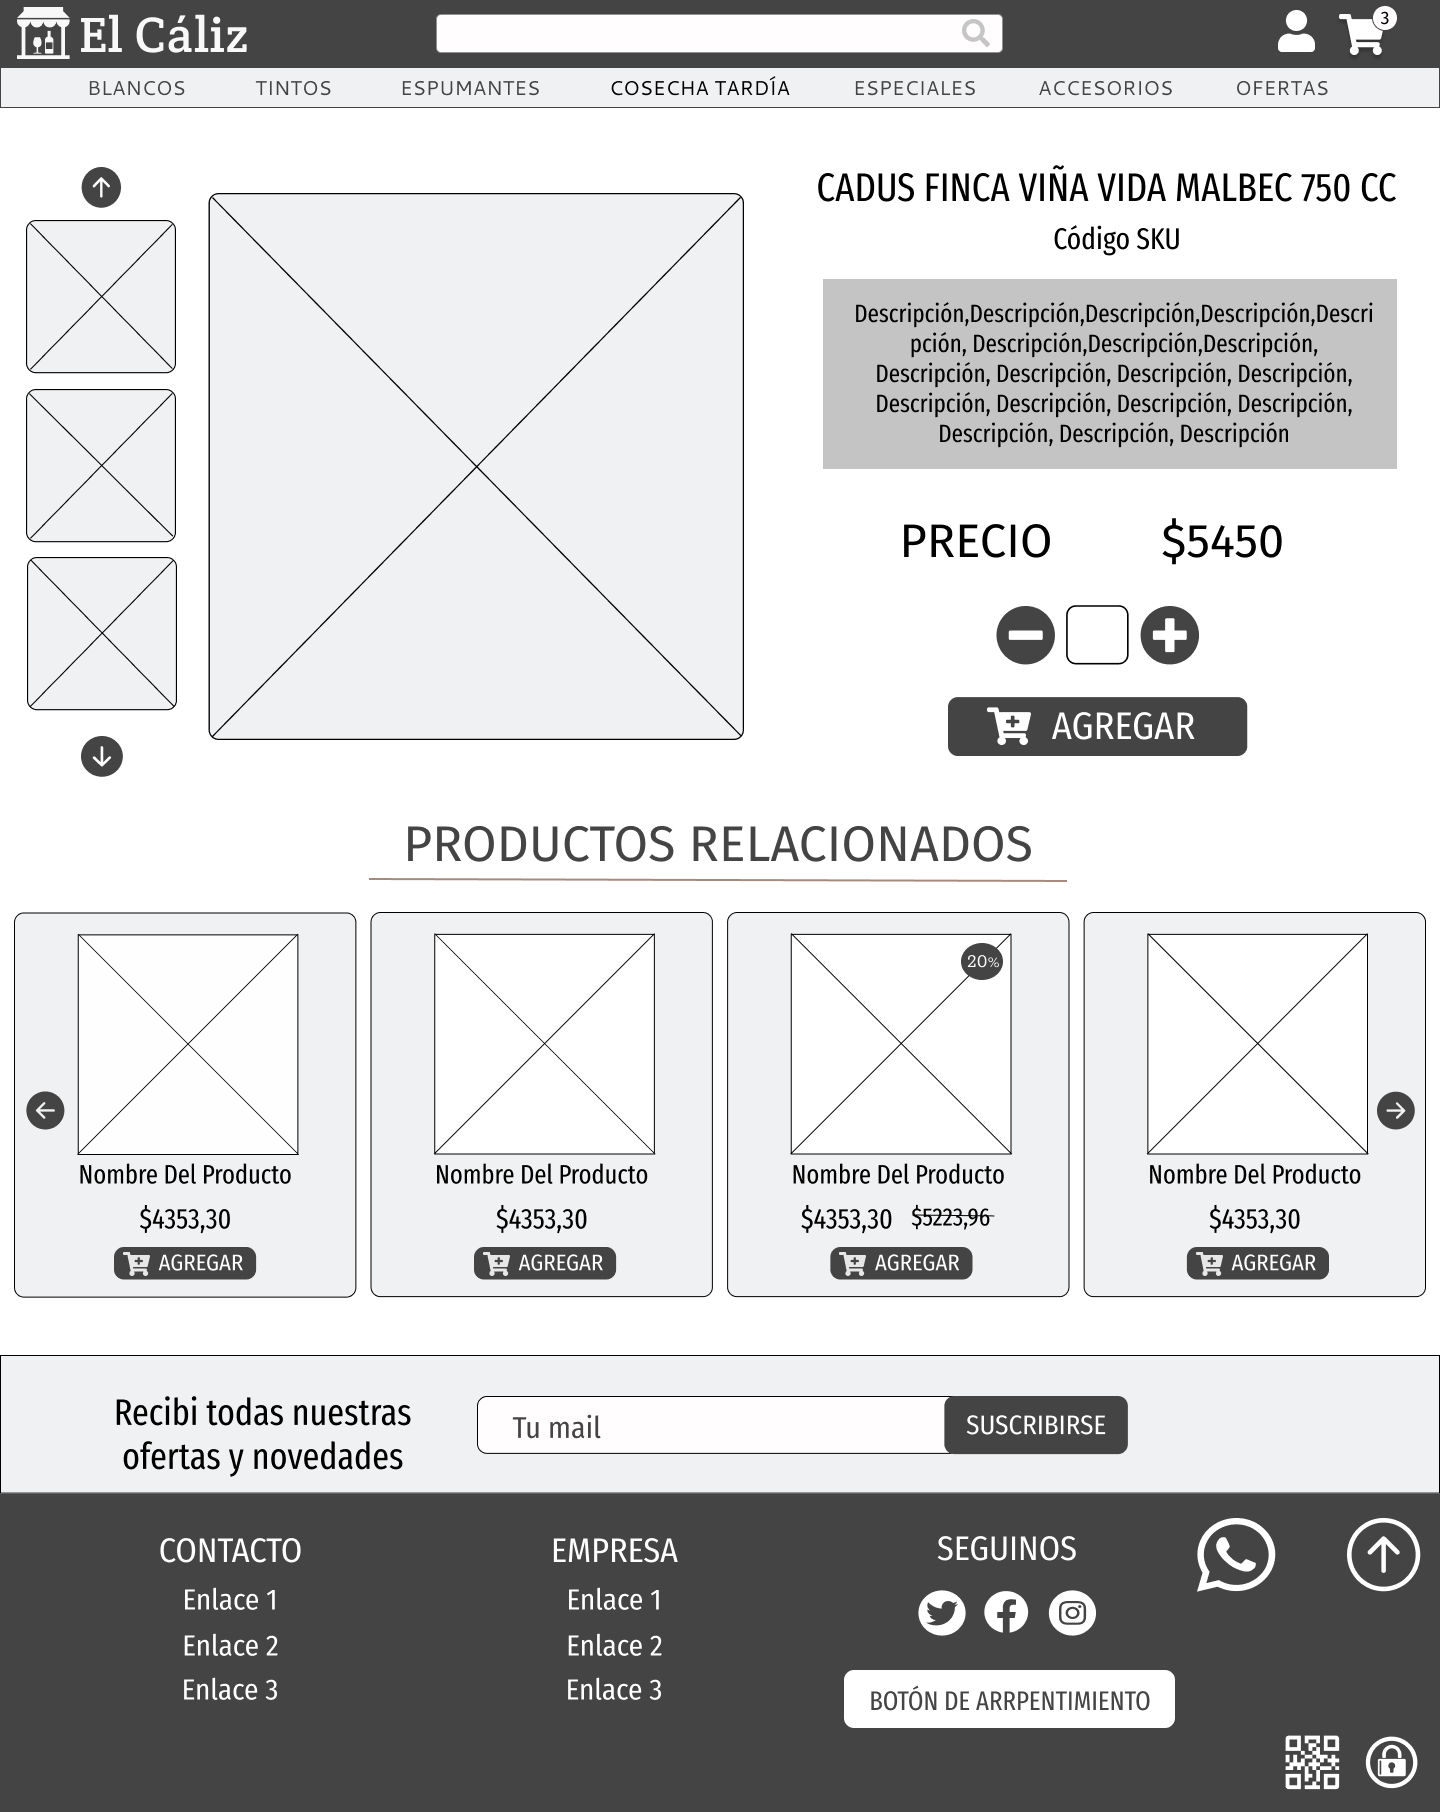 El Cáliz
3
BLANCOS TINTOS ESPUMANTES COSECHA TARDÍA ESPECIALES ACCESORIOS OFERTAS
CADUS FINCA VIÑA VIDA MALBEC 750 CC
Código SKU
Descripción,Descripción,Descripción,Descripción,Descri
pción, Descripción,Descripción,Descripción,
Descripción, Descripción, Descripción, Descripción,
Descripción, Descripción, Descripción, Descripción,
Descripción, Descripción, Descripción
PRECIO $5450
AGREGAR
PRODUCTOS RELACIONADOS
20%
Nombre Del Producto Nombre Del Producto Nombre Del Producto Nombre Del Producto
$4353,30 $4353,30 $4353,30 $5223,96 $4353,30
AGREGAR AGREGAR AGREGAR AGREGAR
Recibi todas nuestras
ofertas y novedades
Tu mail
SUSCRIBIRSE
CONTACTO
Enlace 1
Enlace 2
Enlace 3
EMPRESA
Enlace 1
Enlace 2
Enlace 3
SEGUINOS
BOTÓN DE ARRPENTIMIENTO